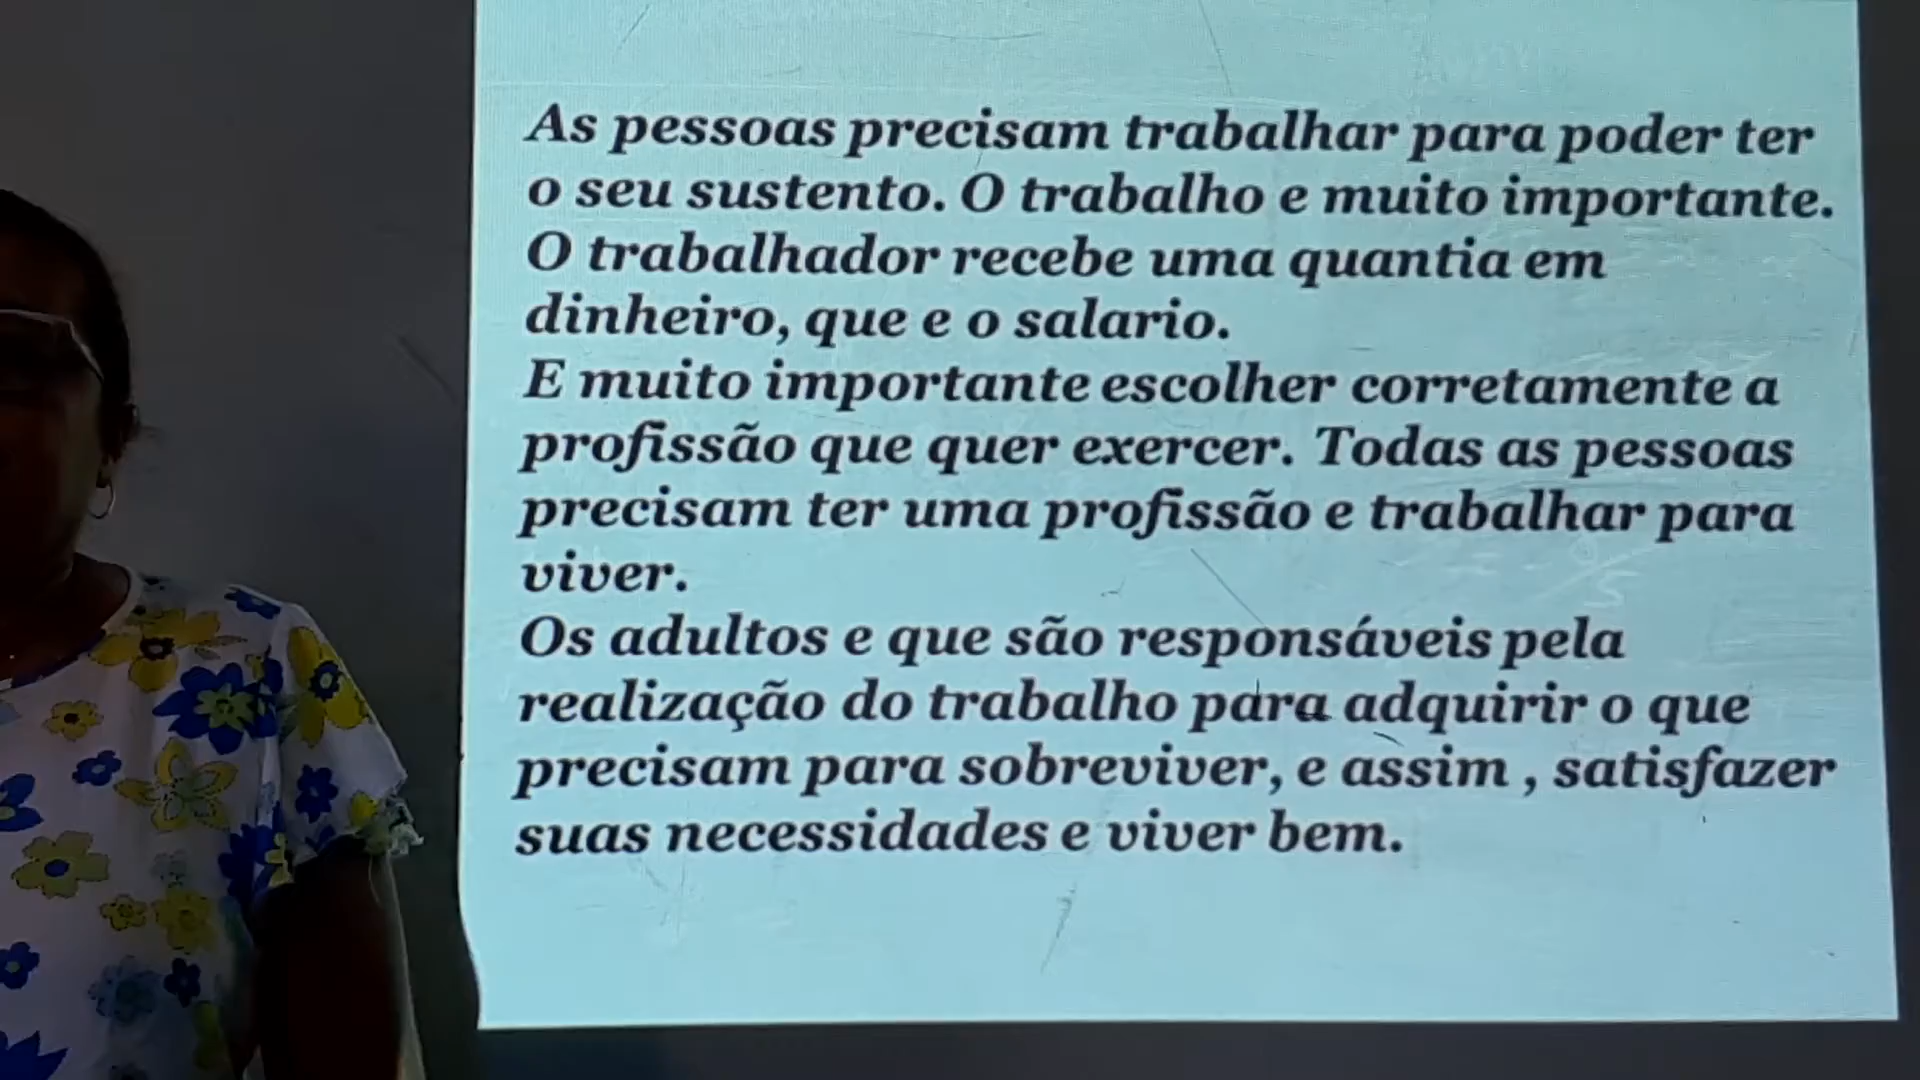 As pessoas precisam trabalhar para poder ter
o seu sustento. O trabalho e muito importante.
O trabalhador recebe uma quantia em
dinheiro, que e o salario.
E muito importante escolher corretamente a
profissão que quer exercer. Todas as pessoas
precisam ter uma profissão e trabalhar para
viver.
Os adultos e que são responsáveis pela
realização do trabalho para adquirir o que
precisam para sobreviver, e assim , satisfazer
suas necessidades e viver bem.